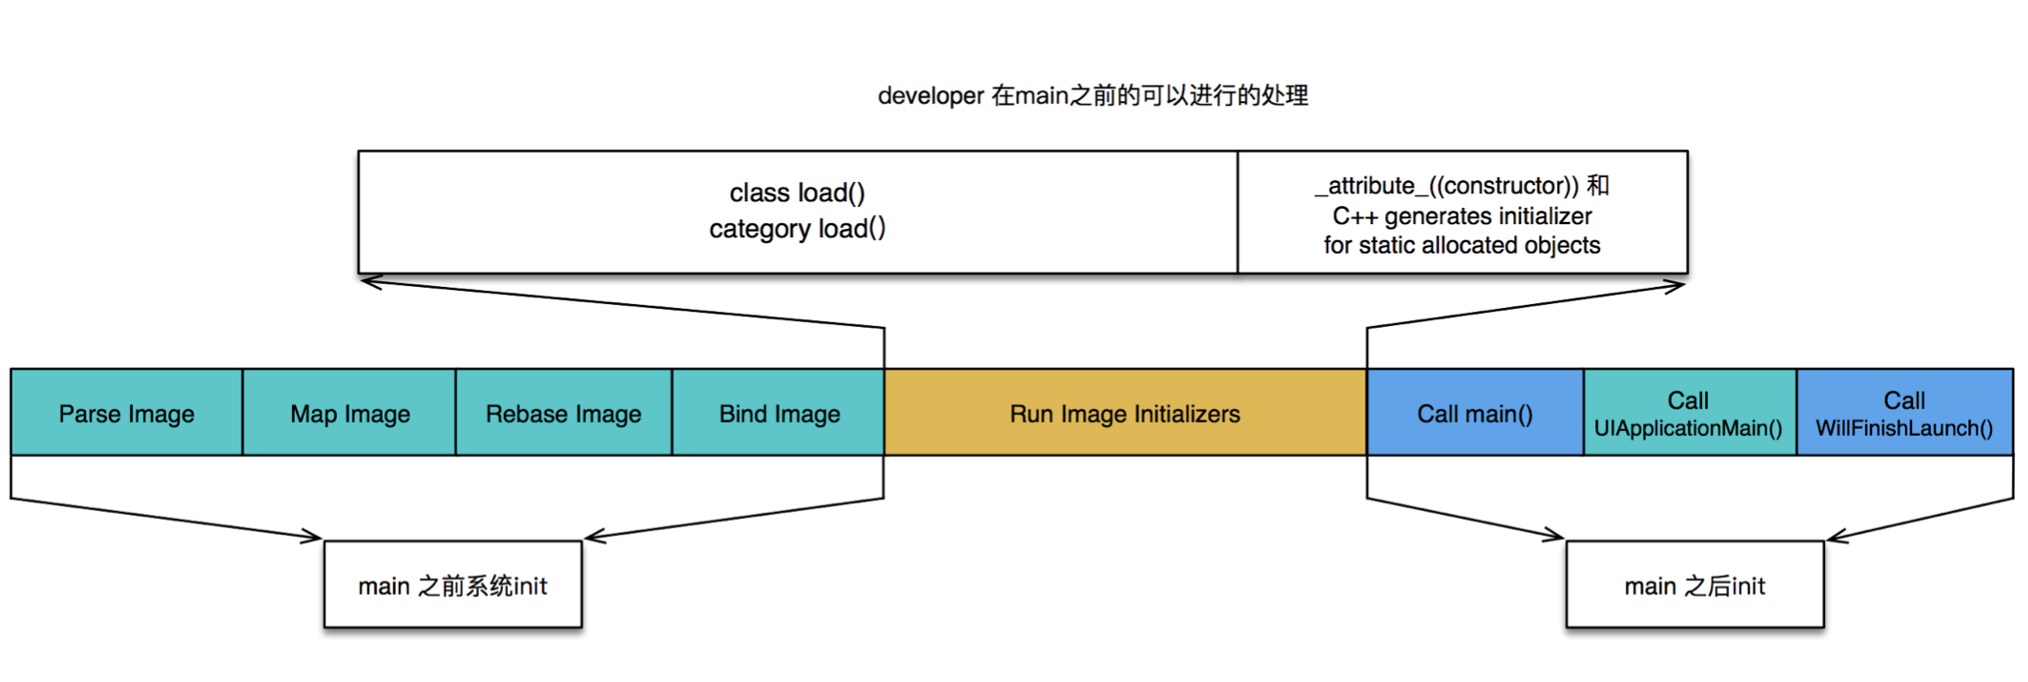 developer 在main之前的可以进行的处理
class load()
category load()
_attribute_((constructor)) 和
C++ generates initializer
for static allocated objects
Parse Image
Map Image
Rebase Image
Bind Image
Run Image Initializers
Call main()
Call
UIApplicationMain()
Call
WillFinishLaunch()
main 之前系统init
main 之后init